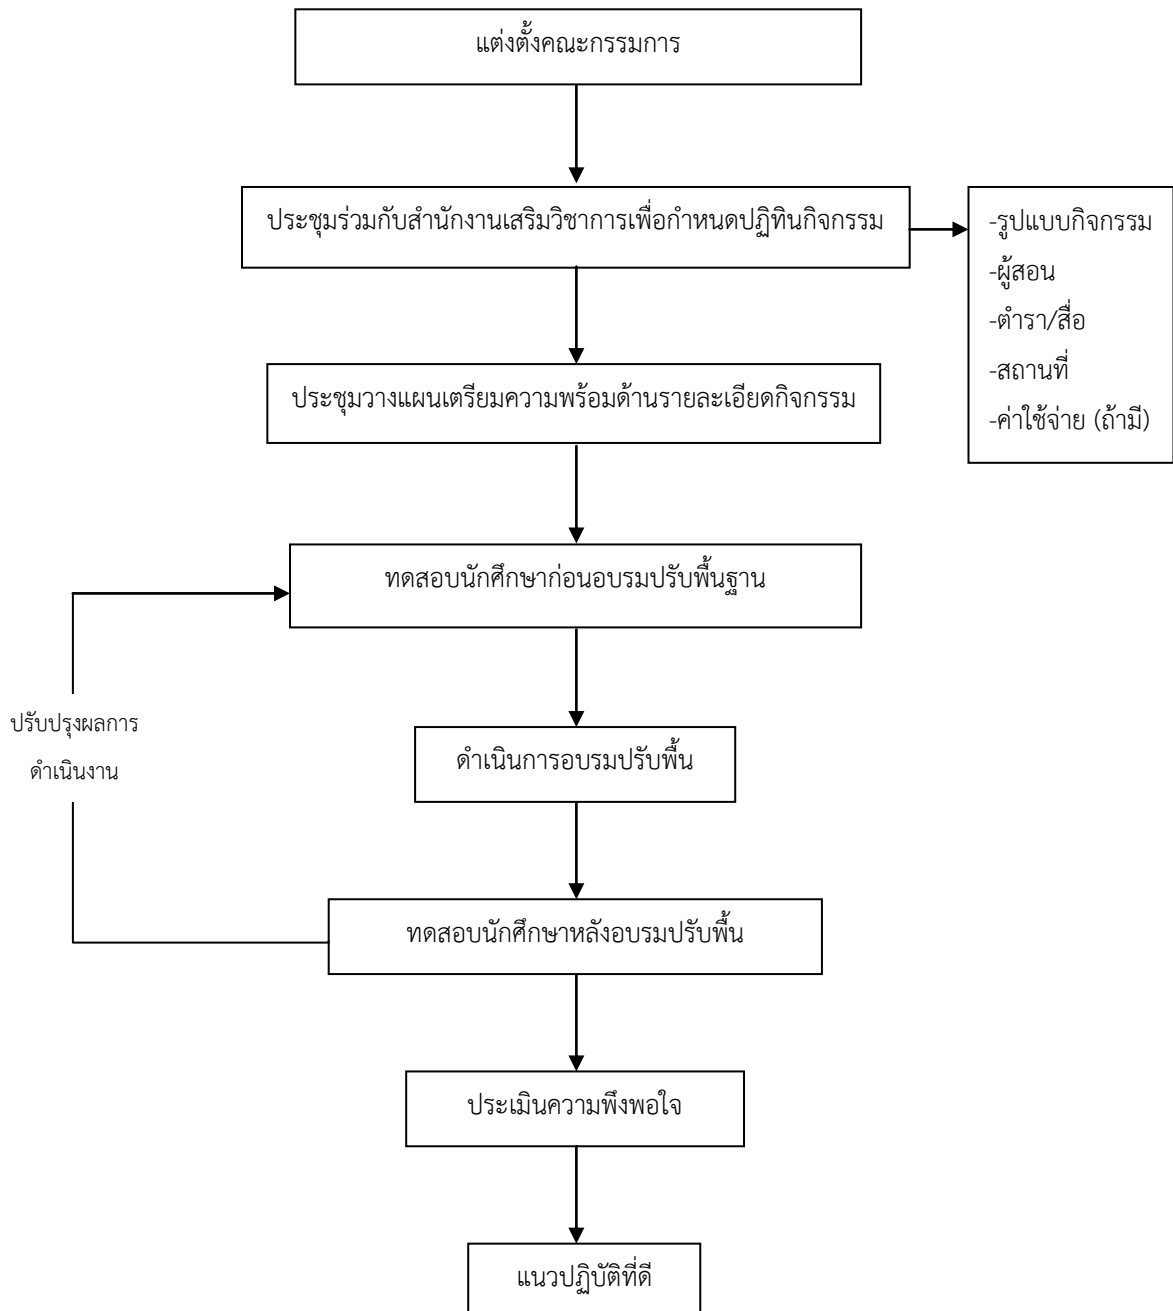 แต่งตั้งคณะกรรมการ
ประชุมร่วมกับสำนักงานเสริมวิชาการเพื่อกำหนดปฏิทินกิจกรรม
-รูปแบบกิจกรรม
-ผู้สอน
-ตำรา/สื่อ
-สถานที่
-ค่าใช้จ่าย (ถ้ามี)
ประชุมวางแผนเตรียมความพร้อมด้านรายละเอียดกิจกรรม
ทดสอบนักศึกษาก่อนอบรมปรับพื้นฐาน
ปรับปรุงผลการ
ดำเนินงาน
ดำเนินการอบรมปรับพื้น
ทดสอบนักศึกษาหลังอบรมปรับพื้น
ประเมินความพึงพอใจ
แนวปฏิบัติที่ดี